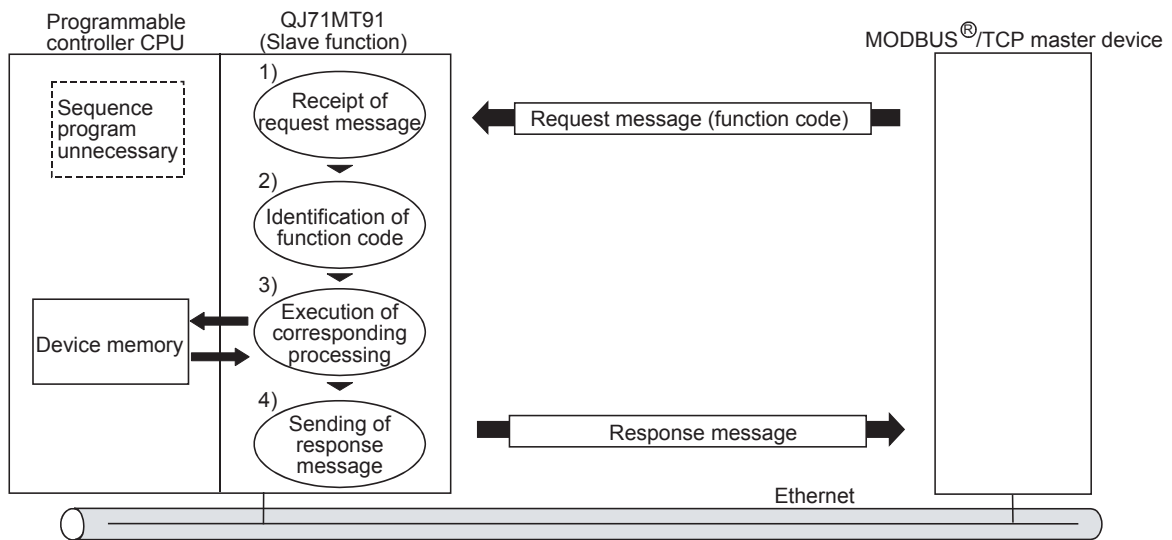 Programmable
controller CPU
QJ71MT91
(Slave function)
MODBUS®/TCP master device
Sequence
program
unnecessary
1)
Receipt of
request message
Request message (function code)
2)
Identification of
function code
3)
Execution of
corresponding
processing
Device memory
4)
Sending of
response
message
Response message
Ethernet